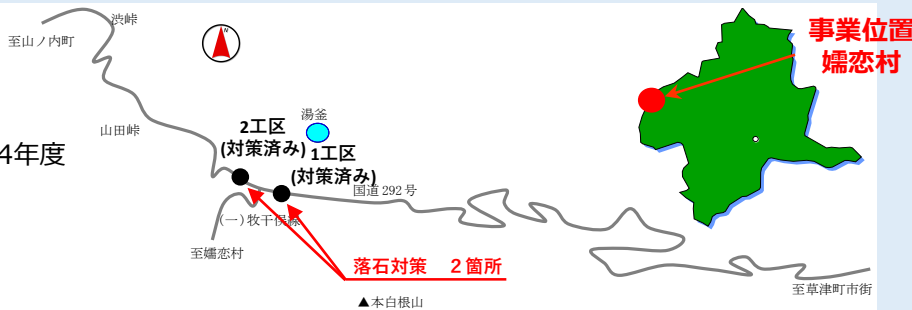 渋峠
至山ノ内町
N
事業位置
嬬恋村
山田峠
湯釜
2工区
(対策済み)
1工区
(対策済み)
4年度
国道292号
(一)牧干俣線
至嬬恋村
落石対策 2箇所
至草津町市街
▲本白根山